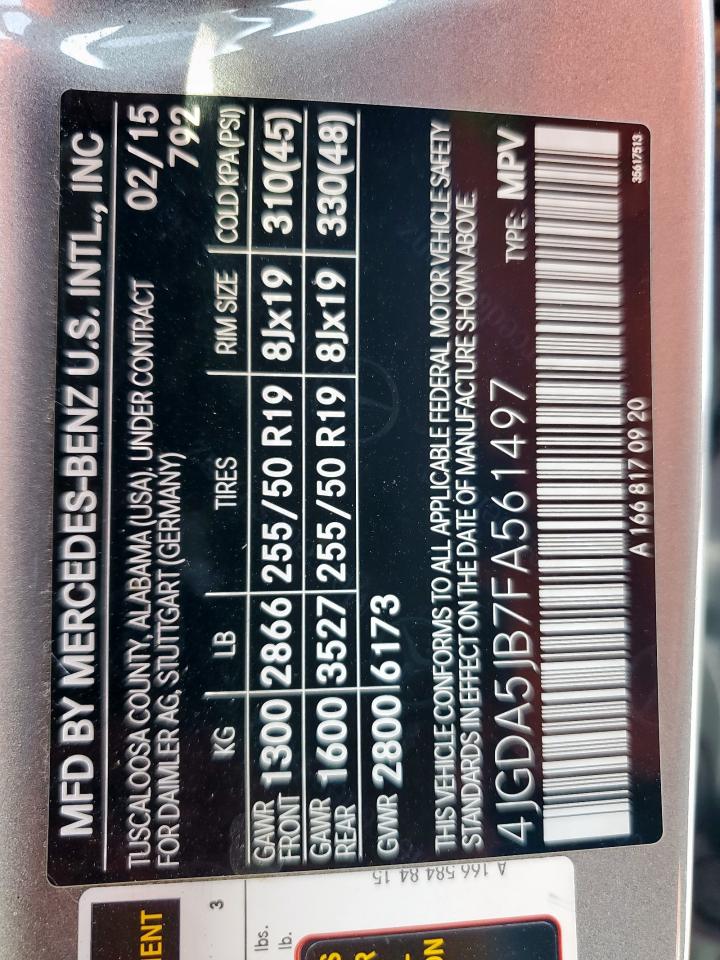 MFD BY MERCEDES-BENZ U.S. INTL., INC
TUSCALOOSA COUNTY, ALABAMA (USA), UNDER CONTRACT 02/15
FOR DAIMLER AG, STUTTGART (GERMANY) 792
KG LB TIRES RIM SIZE COLD KPA (PSI)
GAWR FRONT 1300 2866 255/50 R19 8Jx19 310(45)
GAWR REAR 1600 3527 255/50 R19 8Jx19 330(48)
GVWR 2800 6173
THIS VEHICLE CONFORMS TO ALL APPLICABLE FEDERAL MOTOR VEHICLE SAFETY
STANDARDS IN EFFECT ON THE DATE OF MANUFACTURE SHOWN ABOVE.
4JGDA5JB7FA561497 TYPE: MPV
A 166 817 09 20
35617513
A 166 584 84 15
3
lbs.
lb.